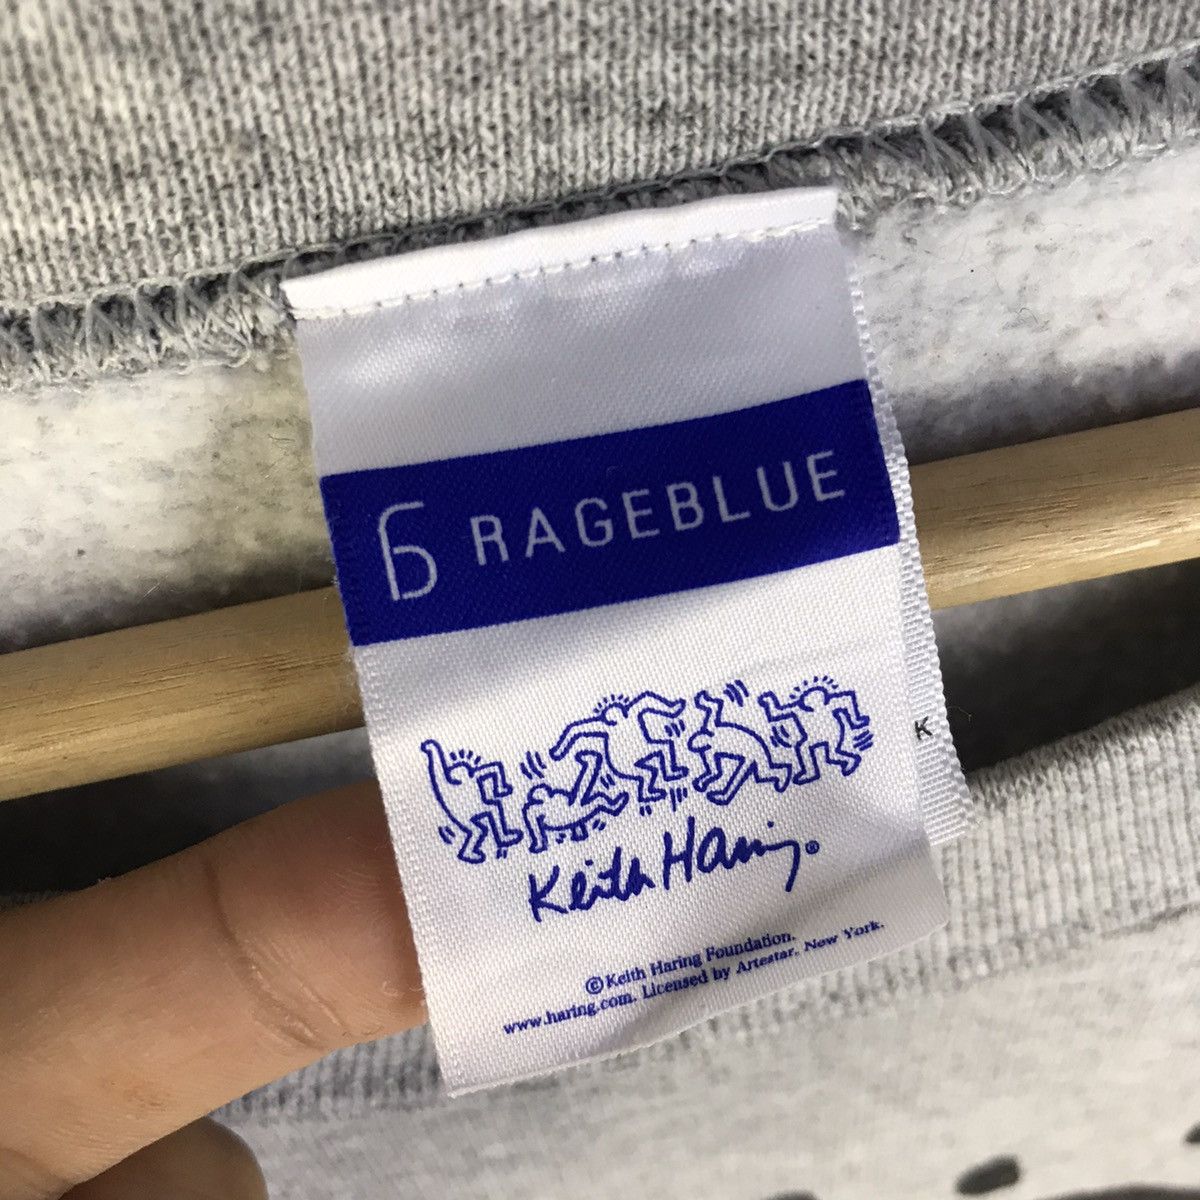 RAGEBLUE
Keith Haring®
©Keith Haring Foundation.
www.haring.com. Licensed by Artestar, New York.
K